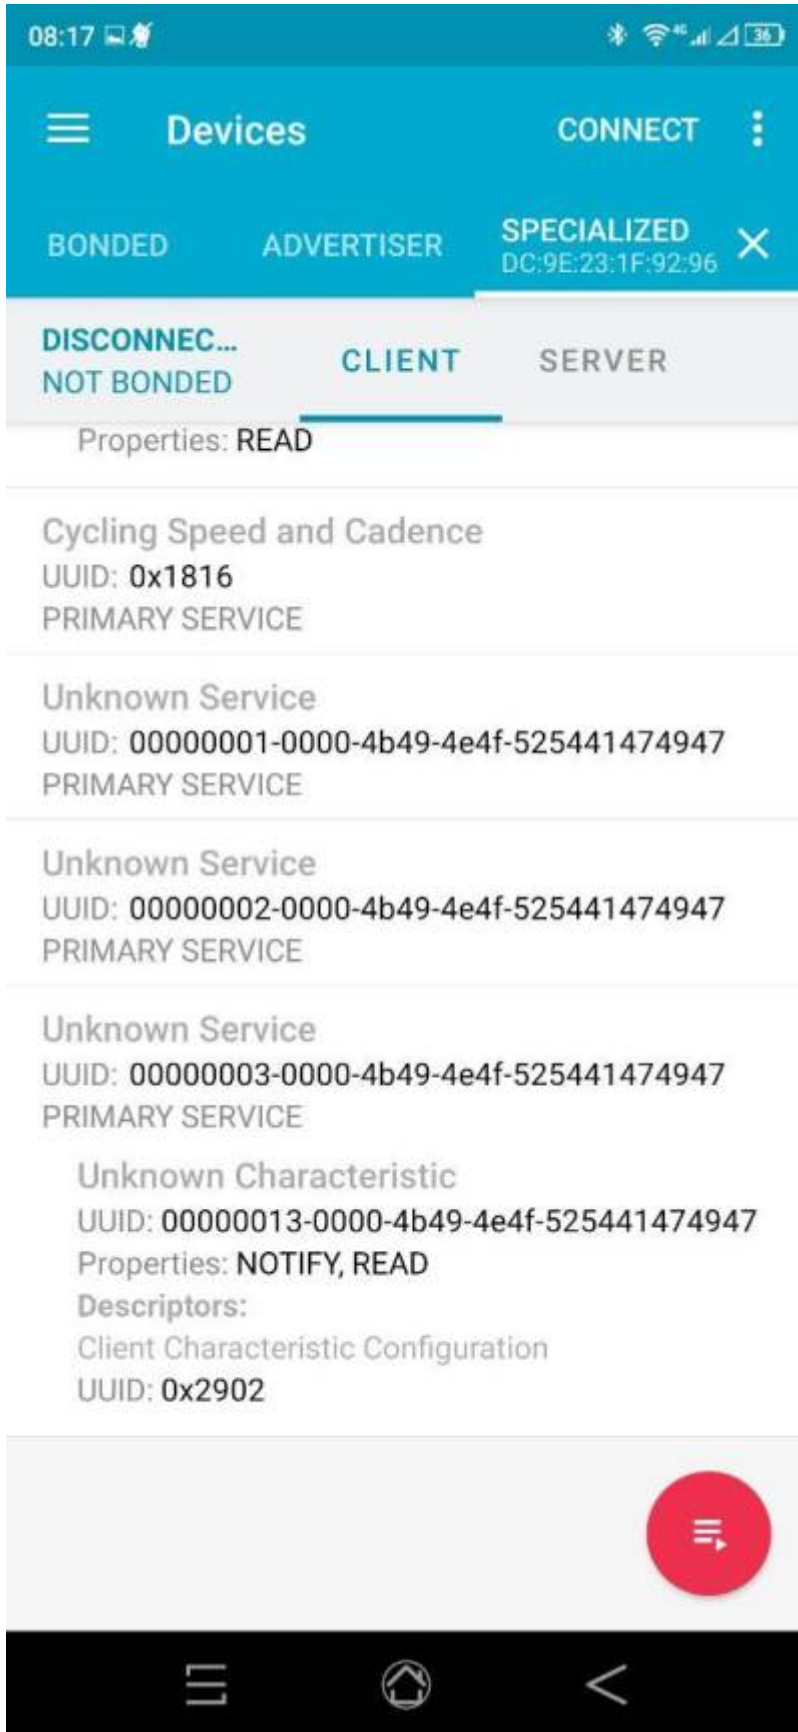 08:17
4G
36
Devices
CONNECT
BONDED
ADVERTISER
SPECIALIZED
DC:9E:23:1F:92:96
DISCONNEC...
NOT BONDED
CLIENT
SERVER
Properties: READ
Cycling Speed and Cadence
UUID: 0x1816
PRIMARY SERVICE
Unknown Service
UUID: 00000001-0000-4b49-4e4f-525441474947
PRIMARY SERVICE
Unknown Service
UUID: 00000002-0000-4b49-4e4f-525441474947
PRIMARY SERVICE
Unknown Service
UUID: 00000003-0000-4b49-4e4f-525441474947
PRIMARY SERVICE
Unknown Characteristic
UUID: 00000013-0000-4b49-4e4f-525441474947
Properties: NOTIFY, READ
Descriptors:
Client Characteristic Configuration
UUID: 0x2902